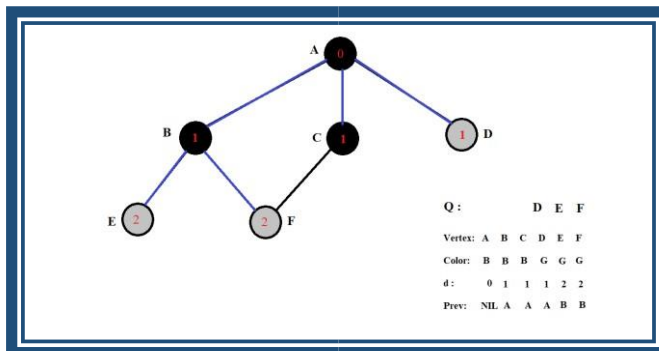 A 0
B 1 C 1 1 D
E 2 2 F
Q : D E F
Vertex: A B C D E F
Color: B B B G G G
d : 0 1 1 1 2 2
Prev: NIL A A A B B